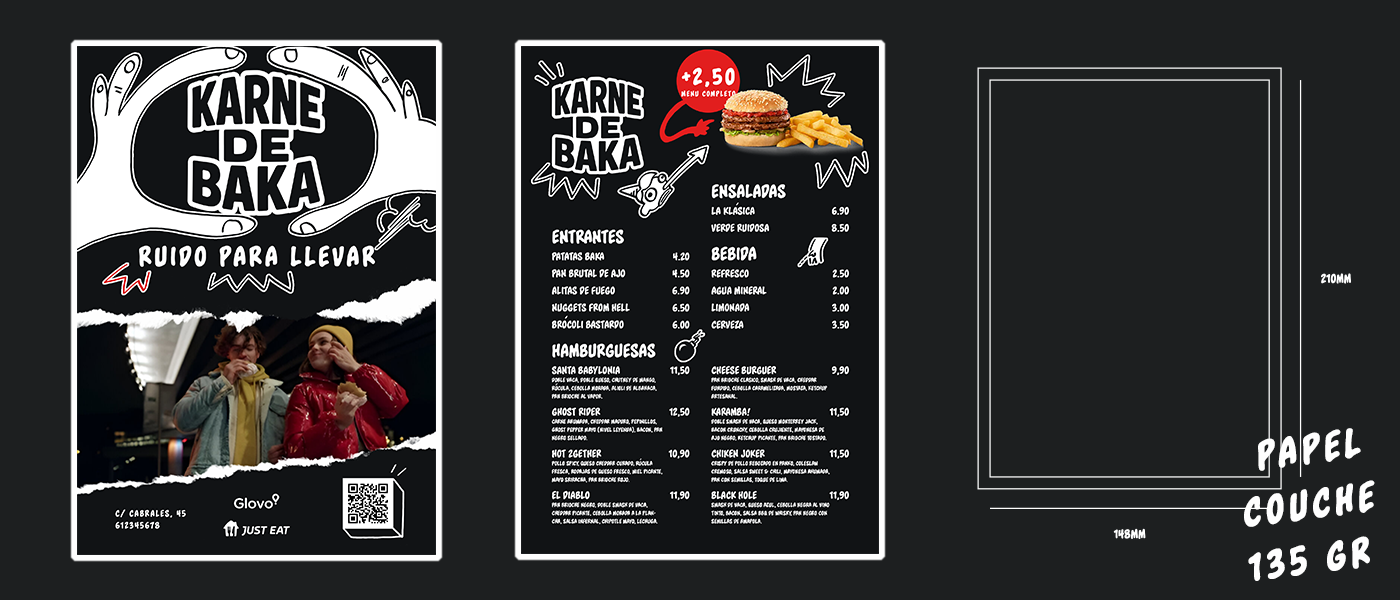 KARNE
DE
BAKA
RUIDO PARA LLEVAR
C/ CABRALES, 45
612345678
Glovo
JUST EAT
KARNE
DE
BAKA
+2,50
MENU COMPLETO
ENTRANTES
PATATAS BAKA 4.20
PAN BRUTAL DE AJO 4.50
ALITAS DE FUEGO 6.90
NUGGETS FROM HELL 6.50
BRÓCOLI BASTARDO 6.00
ENSALADAS
LA KLÁSICA 6.90
VERDE RUIDOSA 8.50
BEBIDA
REFRESCO 2.50
AGUA MINERAL 2.00
LIMONADA 3.00
CERVEZA 3.50
HAMBURGUESAS
SANTA BABYLONIA 11,50
DOBLE VACA, DOBLE QUESO, CHUTNEY DE MANGO,
RÚCULA, CEBOLLA MORADA, ALIELI DE ALBAHACA,
PAN BRIOCHE AL VAPOR.
GHOST RIDER 12,50
CARNE AHUMADA, CHEDDAR MADURO, PEPINILLOS,
GHOST PEPPER MAYO (NIVEL LEYENDA), BACON, PAN
NEGRO SELLADO.
HOT 2GETHER 10,90
POLLO SPICY, QUESO CHEDDAR CURADO, RÚCULA
FRESCA, RODAJAS DE QUESO FRESCO, MIEL PICANTE,
MAYO SRIRACHA, PAN BRIOCHE ROJO.
EL DIABLO 11,90
PAN BRIOCHE NEGRO, DOBLE SMASH DE VACA,
CHEDDAR PICANTE, CEBOLLA MORADA A LA PLAN-
CHA, SALSA INFERNAL, CHIPOTLE MAYO, LECHUGA.
CHEESE BURGUER 9,90
PAN BRIOCHE CLASICO, SMASH DE VACA, CHEDDAR
FUNDIDO, CEBOLLA CARAMELIZADA, MOSTAZA, KETCHUP
ARTESANAL.
KARAMBA! 11,50
DOBLE SMASH DE VACA, QUESO MONTERREY JACK,
BACON CRUNCHY, CEBOLLA CRUJIENTE, MAYONESA DE
AJO NEGRO, KETCHUP PICANTE, PAN BRIOCHE TOSTADO.
CHIKEN JOKER 11,50
CRISPY DE POLLO REBOZADO EN PANKO, COLESLAW
CREMOSO, SALSA SWEET & CHILI, MAYONESA AHUMADA,
PAN CON SEMILLAS, TOQUE DE LIMA.
BLACK HOLE 11,90
SMASH DE VACA, QUESO AZUL, CEBOLLA NEGRA AL VINO
TINTO, BACON, SALSA BBQ DE WHISKY, PAN NEGRO CON
SEMILLAS DE AMAPOLA.
210MM
148MM
PAPEL
COUCHE
135 GR